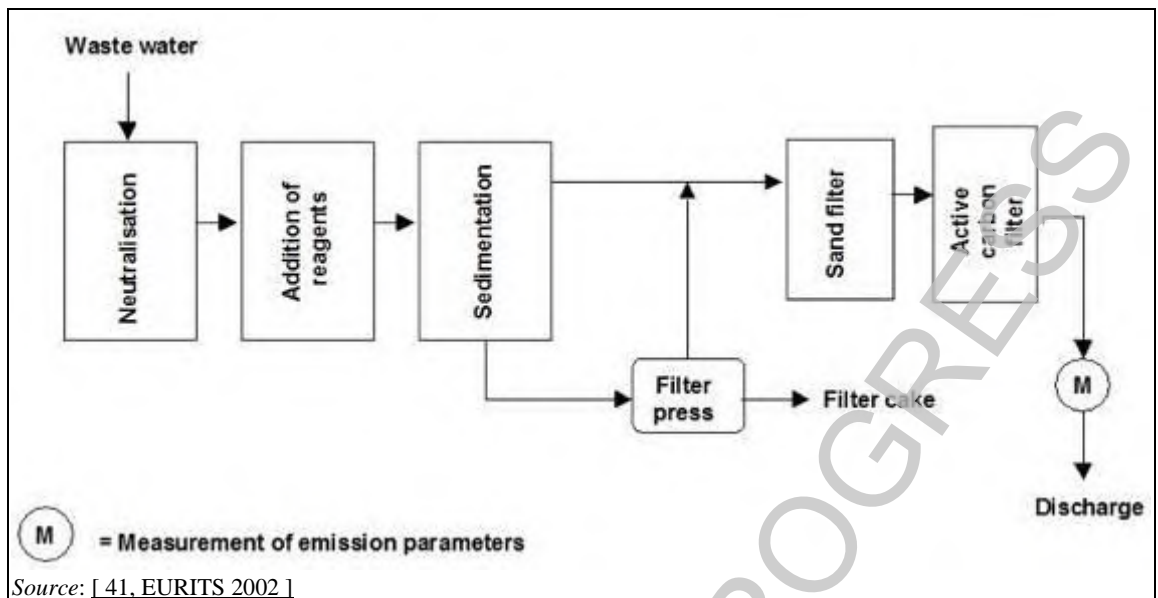 Waste water
Neutralisation
Addition of
reagents
Sedimentation
Sand filter
Active
carbon
filter
Filter
press
Filter cake
M
Discharge
M
= Measurement of emission parameters
Source: [ 41, EURITS 2002 ]
PROGRESS